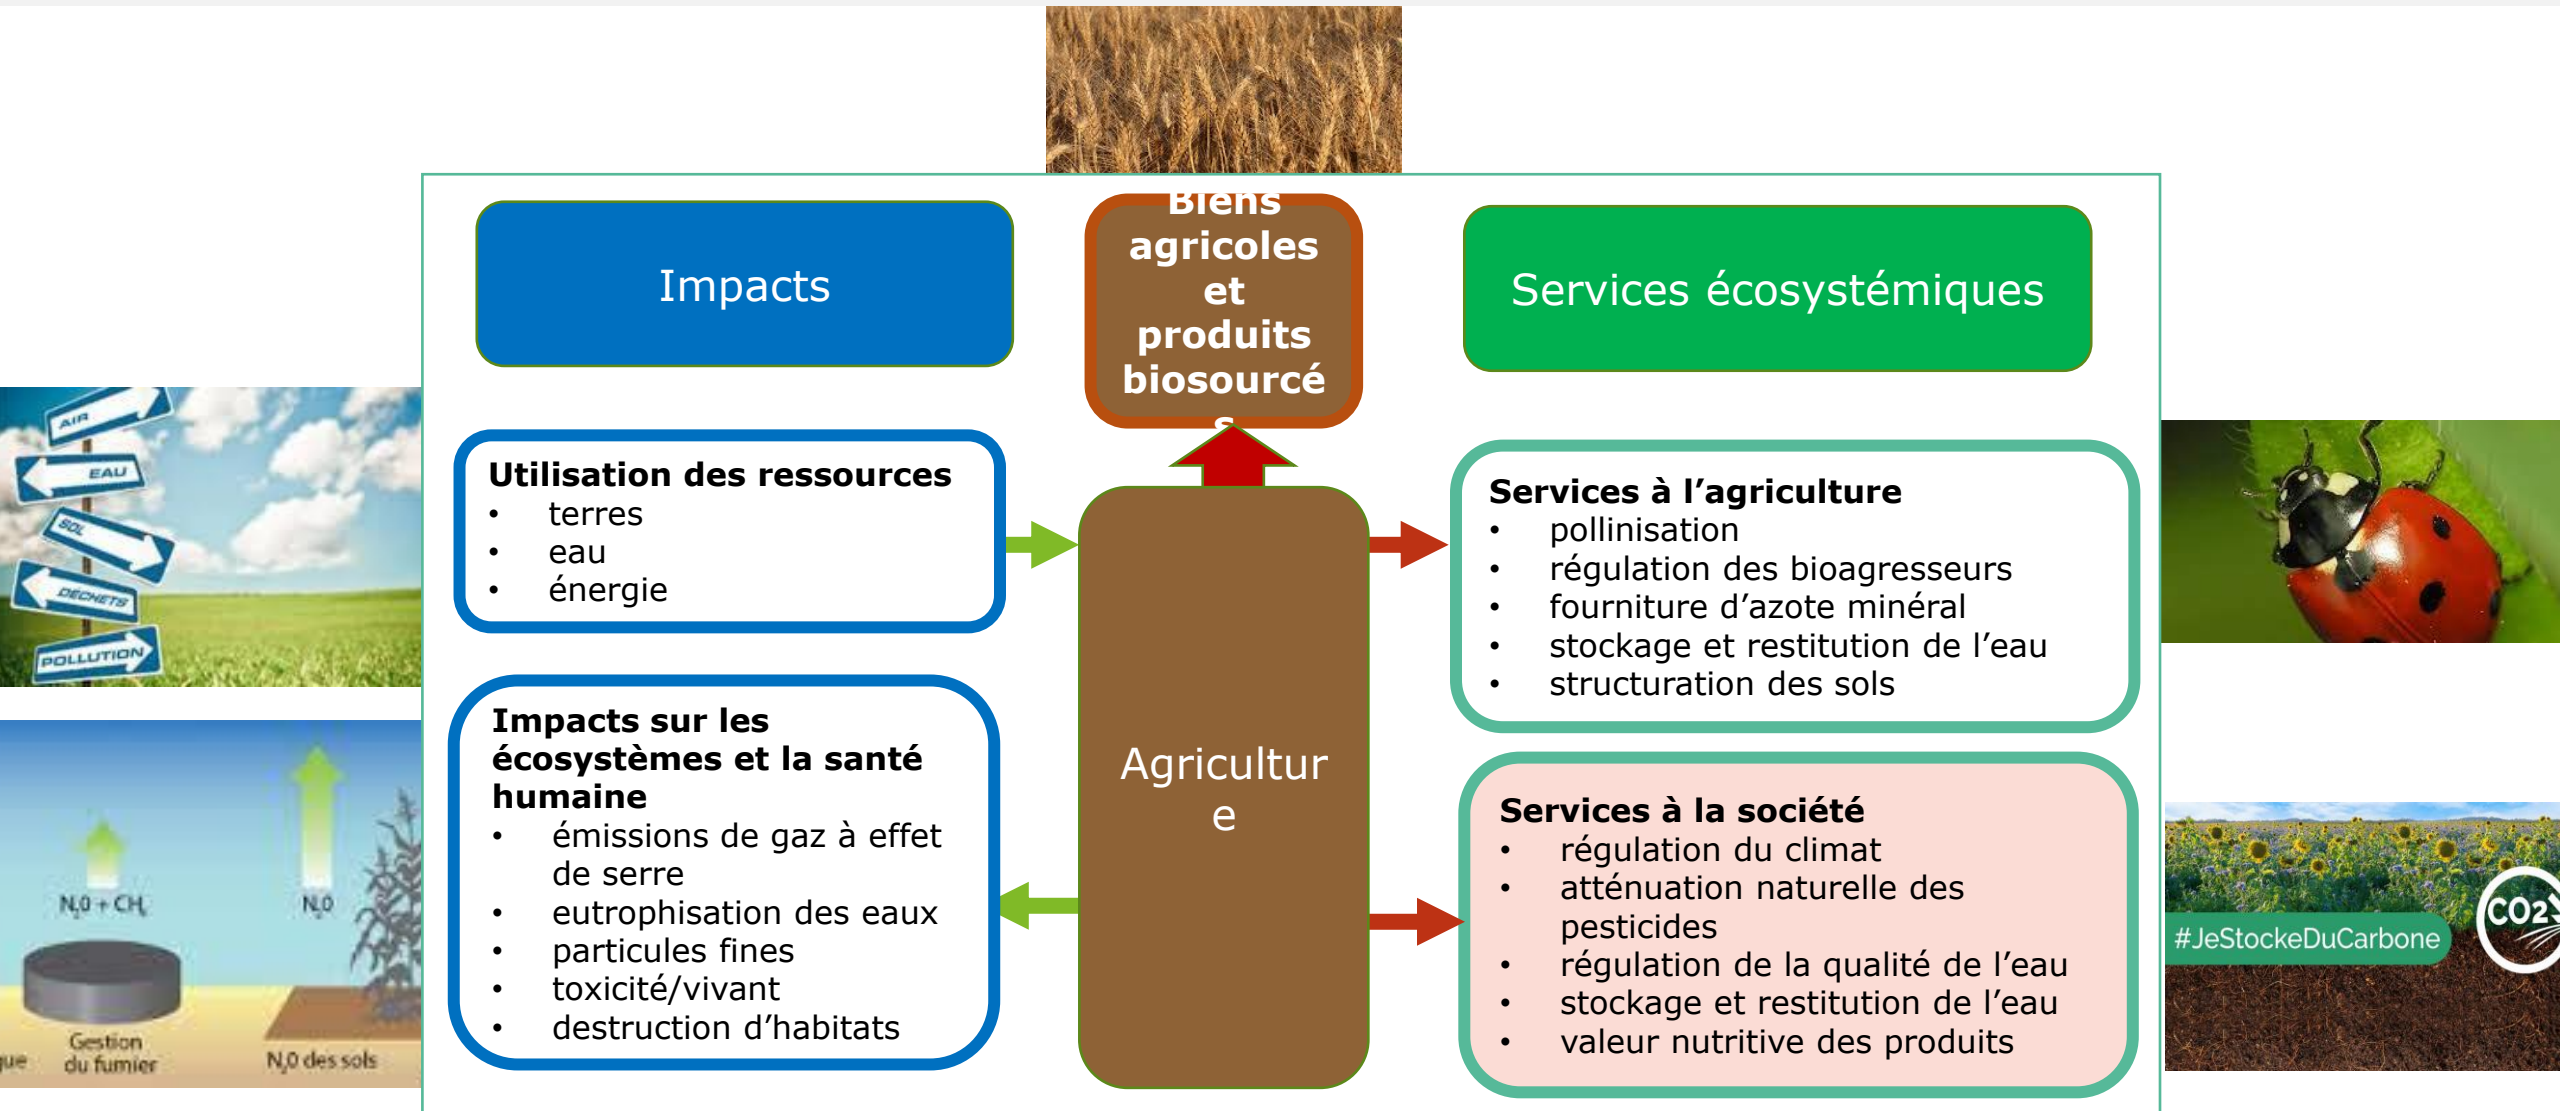 Biens
agricoles
et
produits
biosourcé
s
Impacts
Services écosystémiques
AIR
EAU
SOL
DÉCHETS
POLLUTION
Utilisation des ressources
• terres
• eau
• énergie
Services à l’agriculture
• pollinisation
• régulation des bioagresseurs
• fourniture d’azote minéral
• stockage et restitution de l’eau
• structuration des sols
Impacts sur les
écosystèmes et la santé
humaine
• émissions de gaz à effet
de serre
• eutrophisation des eaux
• particules fines
• toxicité/vivant
• destruction d’habitats
Agricultur
e
Services à la société
• régulation du climat
• atténuation naturelle des
pesticides
• régulation de la qualité de l’eau
• stockage et restitution de l’eau
• valeur nutritive des produits
N₂O + CH₄
N₂O
Gestion
du fumier
N₂O des sols
#JeStockeDuCarbone
CO2